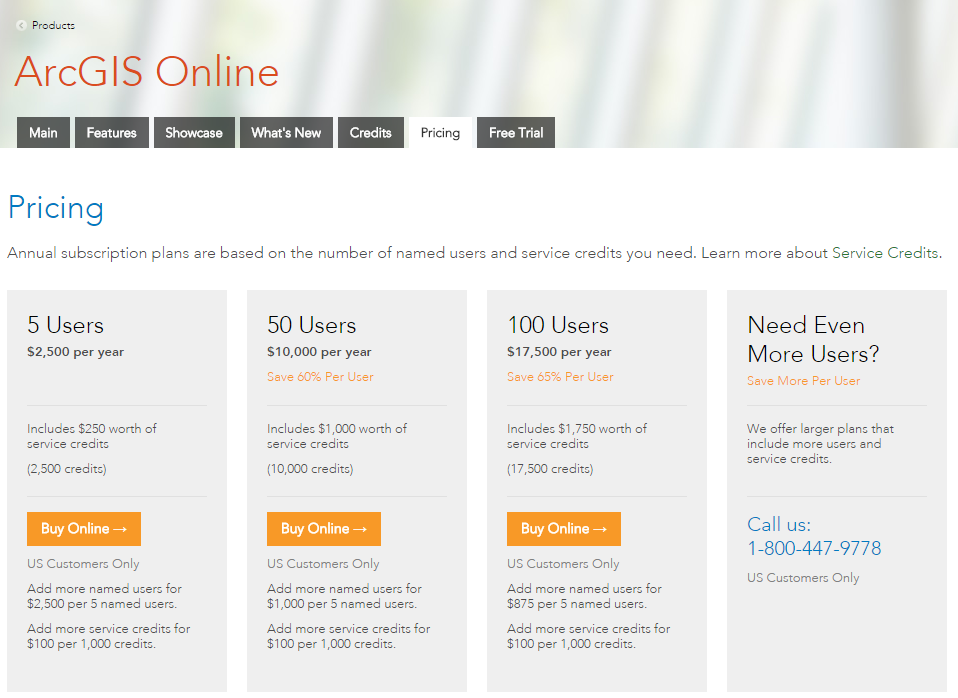 Products
ArcGIS Online
Main
Features
Showcase
What's New
Credits
Pricing
Free Trial
Pricing
Annual subscription plans are based on the number of named users and service credits you need. Learn more about Service Credits.
5 Users
$2,500 per year
Includes $250 worth of
service credits
(2,500 credits)
Buy Online →
US Customers Only
Add more named users for
$2,500 per 5 named users.
Add more service credits for
$100 per 1,000 credits.
50 Users
$10,000 per year
Save 60% Per User
Includes $1,000 worth of
service credits
(10,000 credits)
Buy Online →
US Customers Only
Add more named users for
$1,000 per 5 named users.
Add more service credits for
$100 per 1,000 credits.
100 Users
$17,500 per year
Save 65% Per User
Includes $1,750 worth of
service credits
(17,500 credits)
Buy Online →
US Customers Only
Add more named users for
$875 per 5 named users.
Add more service credits for
$100 per 1,000 credits.
Need Even
More Users?
Save More Per User
We offer larger plans that
include more users and
service credits.
Call us:
1-800-447-9778
US Customers Only